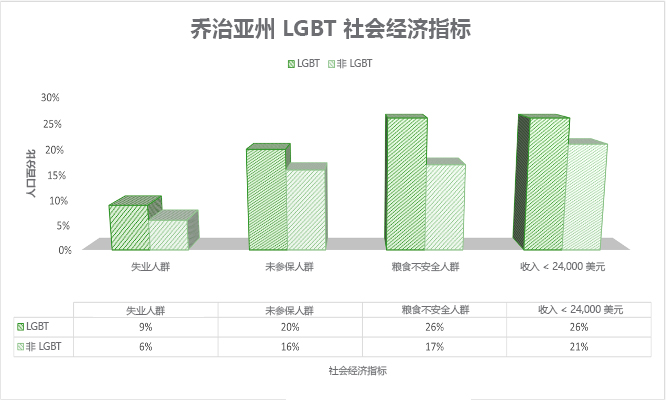 乔治亚州 LGBT 社会经济指标
LGBT 非 LGBT
30%
25%
20%
15%
10%
5%
0%
人口百分比
失业人群 未参保人群 粮食不安全人群 收入 < 24,000 美元
失业人群 未参保人群 粮食不安全人群 收入 < 24,000 美元
LGBT 9% 20% 26% 26%
非 LGBT 6% 16% 17% 21%
社会经济指标